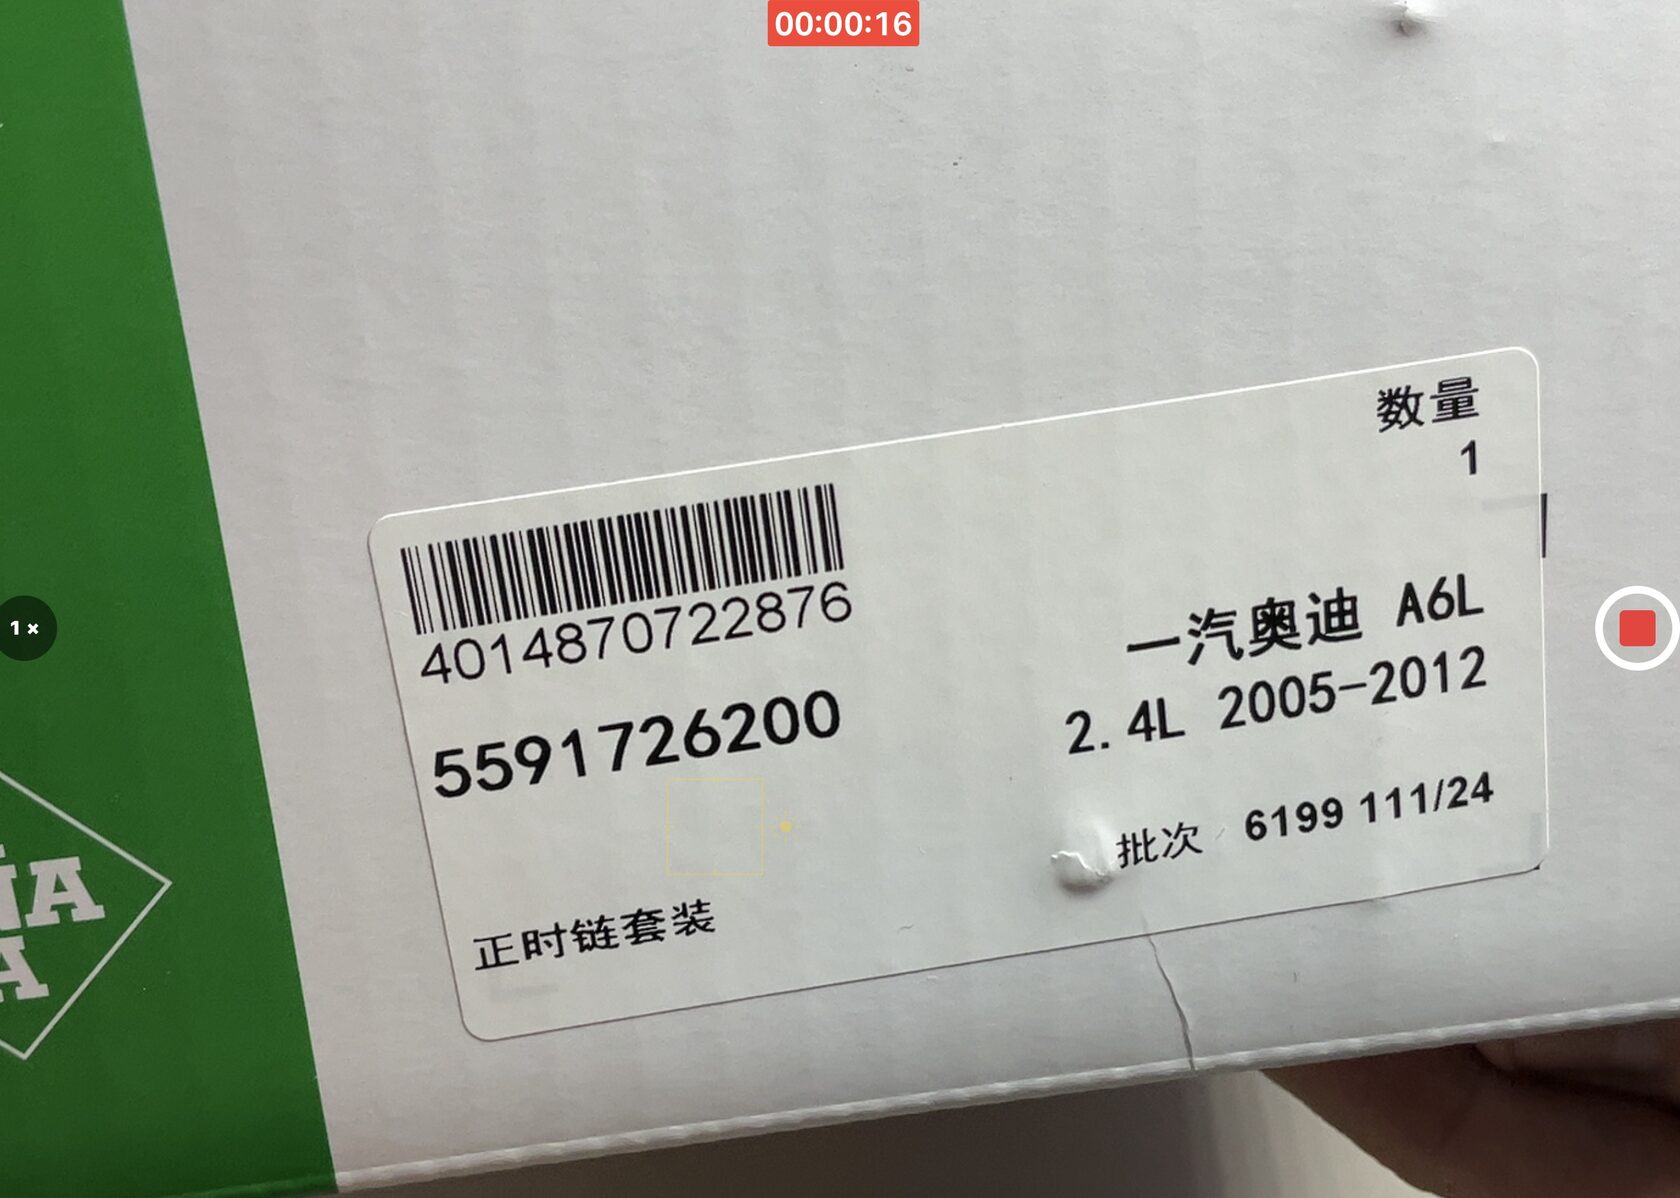 00:00:16
数量
1
4014870722876
一汽奥迪 A6L
5591726200
2.4L 2005-2012
批次 6199 111/24
正时链套装
1×